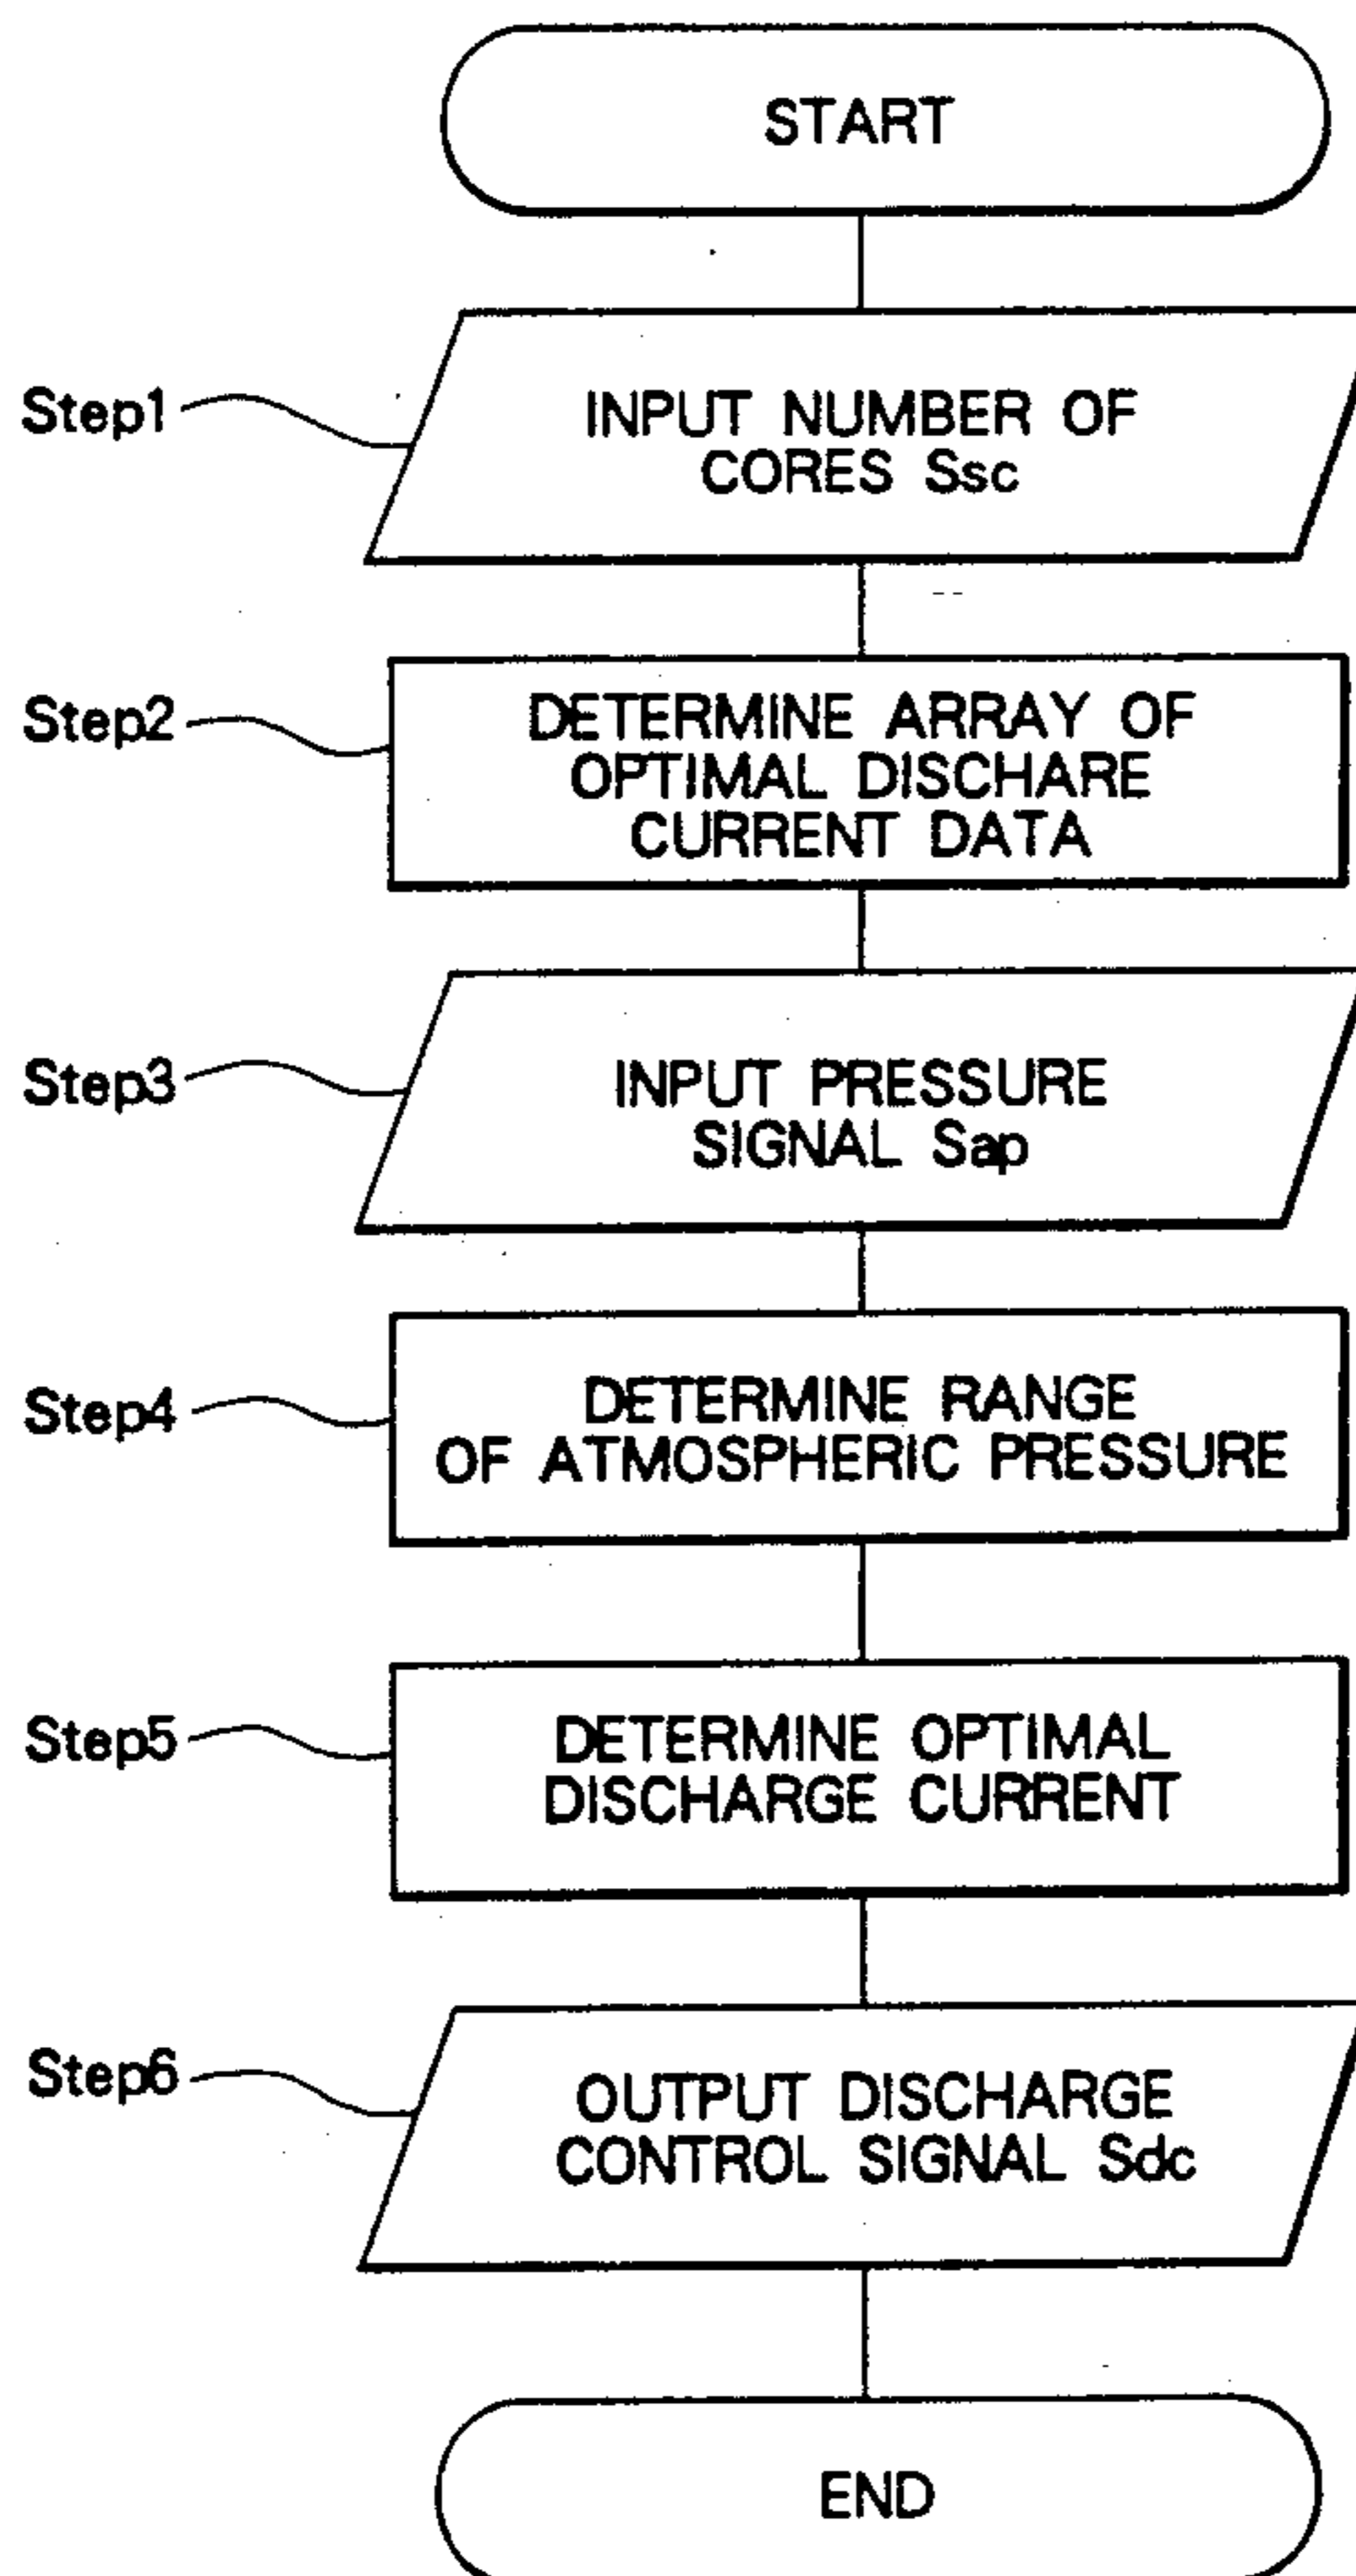 START
Step1
INPUT NUMBER OF
CORES Ssc
Step2
DETERMINE ARRAY OF
OPTIMAL DISCHARE
CURRENT DATA
Step3
INPUT PRESSURE
SIGNAL Sap
Step4
DETERMINE RANGE
OF ATMOSPHERIC PRESSURE
Step5
DETERMINE OPTIMAL
DISCHARGE CURRENT
Step6
OUTPUT DISCHARGE
CONTROL SIGNAL Sdc
END